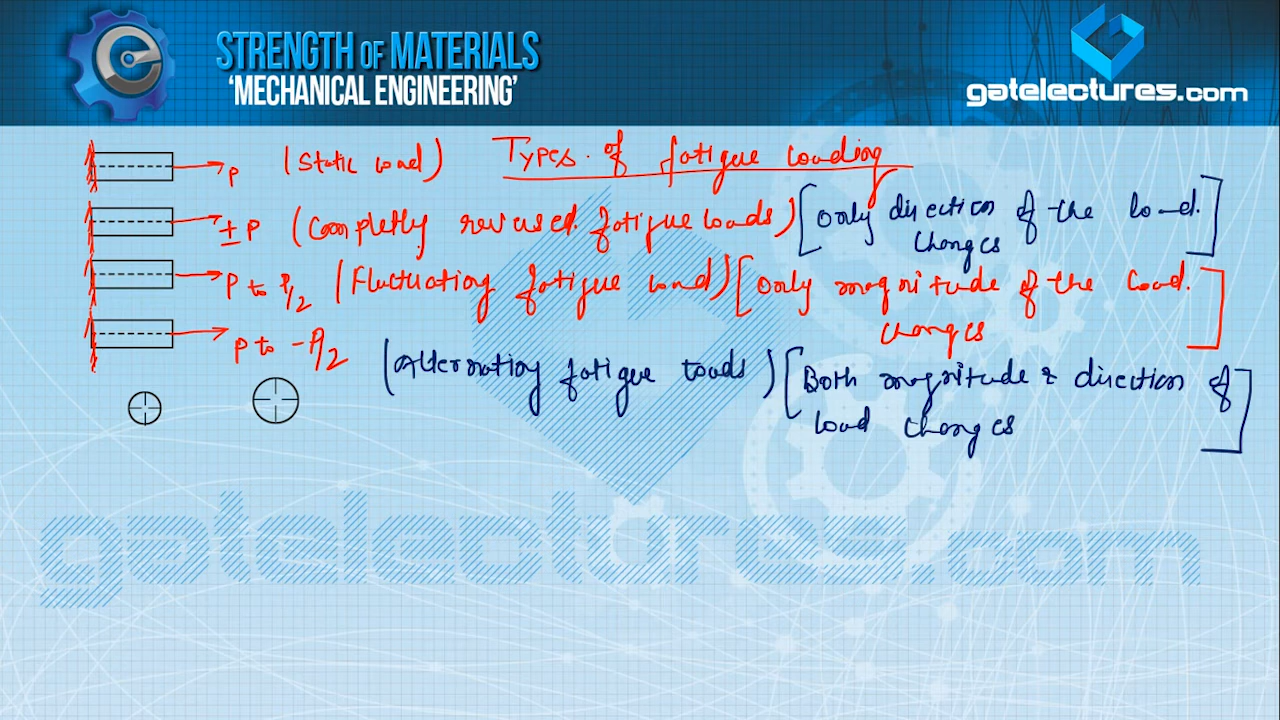 STRENGTH OF MATERIALS
'MECHANICAL ENGINEERING'
gatelectures.com
Types of fatigue loading
P (Static load)
±P (Completly reversed fatigue loads) [Only direction of the load
changes]
P to P/2 (Fluctuating fatigue load) [Only magnitude of the load
changes]
P to -P/2 (Alternating fatigue loads) [Both magnitude & direction of
load changes]
gatelectures.com